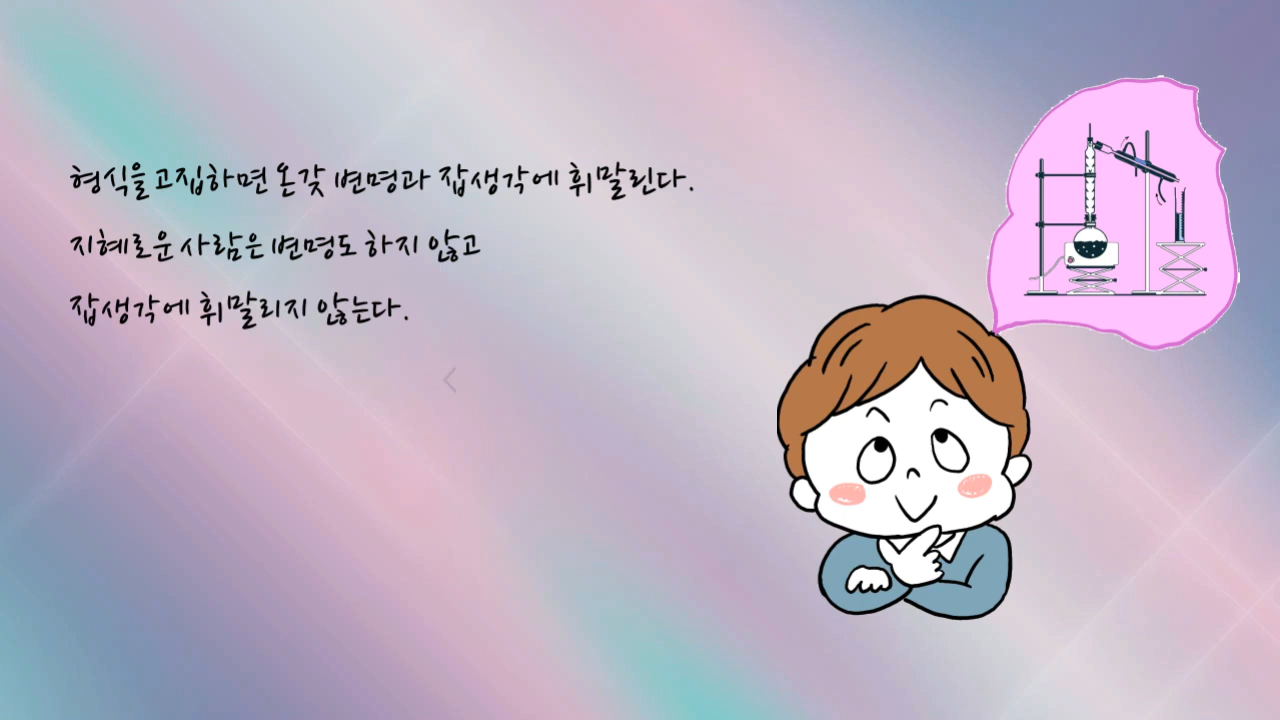 형식을고집하면 온갖 변명과 잡생각에 휘말린다.
지혜로운 사람은 변명도 하지 않고
잡생각에 휘말리지 않는다.